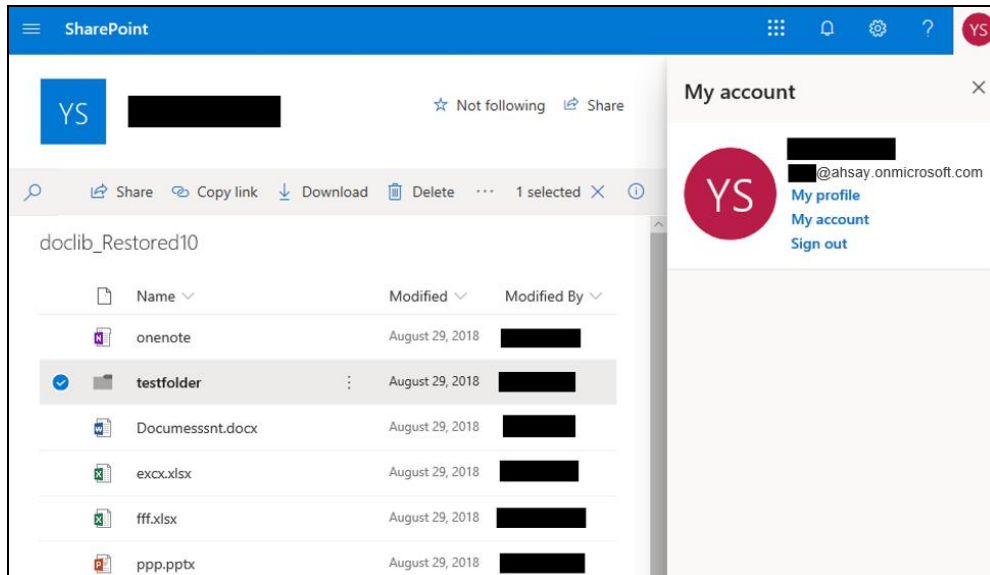 SharePoint
?
YS
YS
Not following
Share
Share
Copy link
Download
Delete
...
1 selected
doclib_Restored10
Name
Modified
Modified By
onenote
August 29, 2018
testfolder
August 29, 2018
Documesssnt.docx
August 29, 2018
excx.xlsx
August 29, 2018
fff.xlsx
August 29, 2018
ppp.pptx
August 29, 2018
My account
YS
@ahsay.onmicrosoft.com
My profile
My account
Sign out